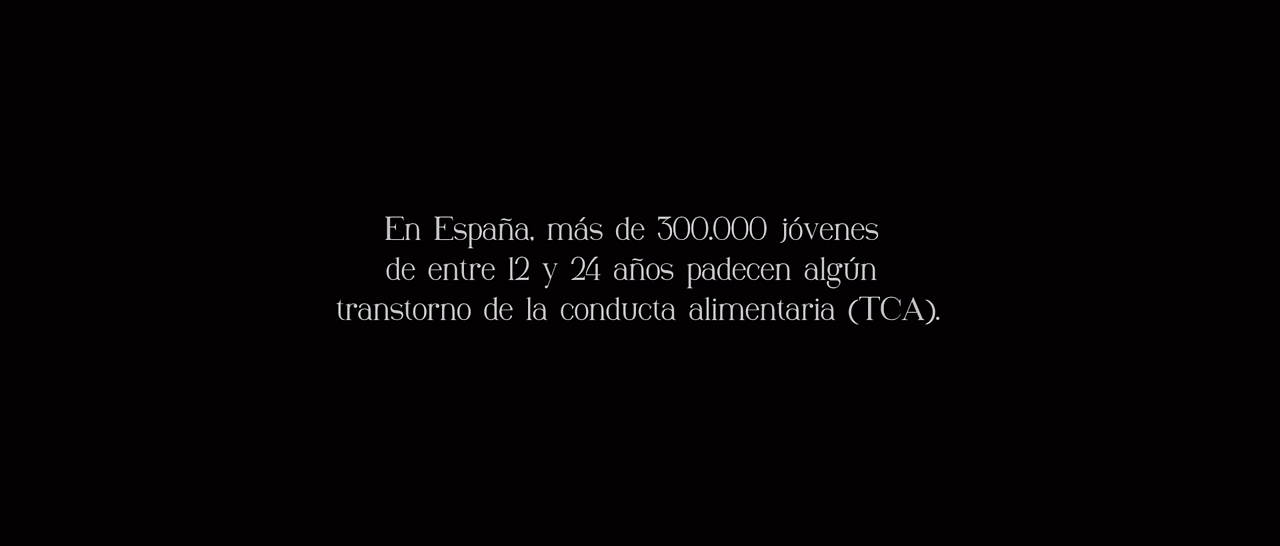 En España, más de 300.000 jóvenes
de entre 12 y 24 años padecen algún
transtorno de la conducta alimentaria (TCA).